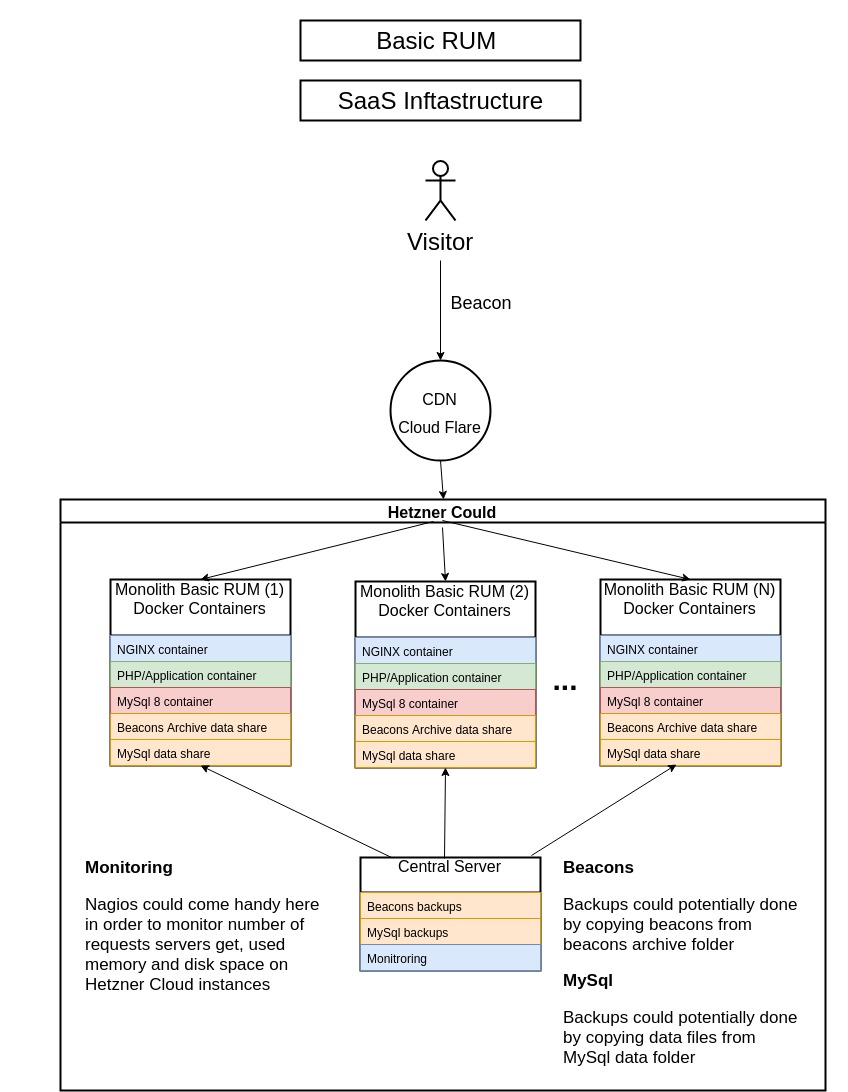 Basic RUM
SaaS Inftastructure
Visitor
Beacon
CDN
Cloud Flare
Hetzner Could
Monolith Basic RUM (1)
Docker Containers
NGINX container
PHP/Application container
MySql 8 container
Beacons Archive data share
MySql data share
Monolith Basic RUM (2)
Docker Containers
NGINX container
PHP/Application container
MySql 8 container
Beacons Archive data share
MySql data share
...
Monolith Basic RUM (N)
Docker Containers
NGINX container
PHP/Application container
MySql 8 container
Beacons Archive data share
MySql data share
Monitoring
Nagios could come handy here
in order to monitor number of
requests servers get, used
memory and disk space on
Hetzner Cloud instances
Central Server
Beacons backups
MySql backups
Monitroring
Beacons
Backups could potentially done
by copying beacons from
beacons archive folder
MySql
Backups could potentially done
by copying data files from
MySql data folder